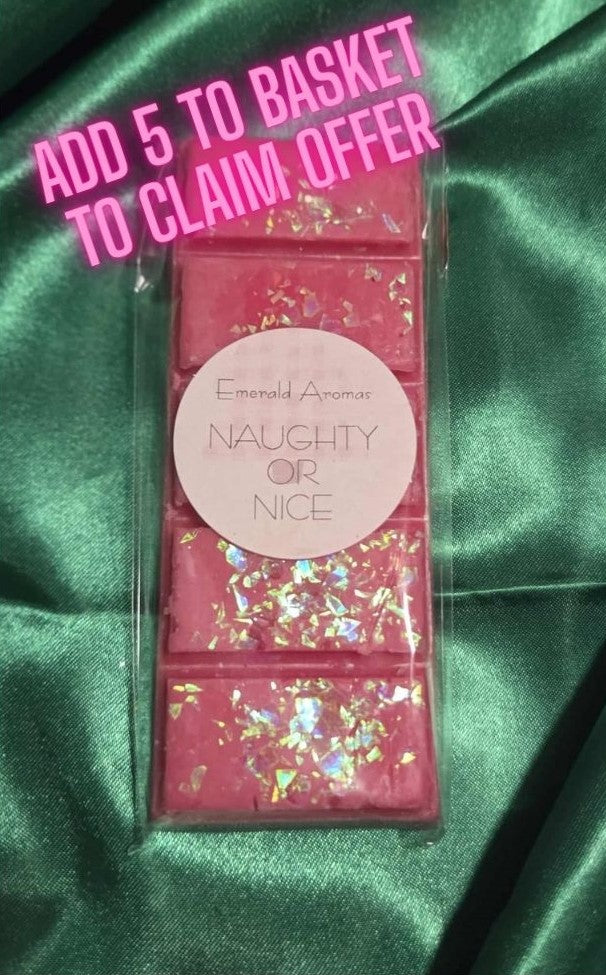 ADD 5 TO BASKET
TO CLAIM OFFER
Emerald Aromas
NAUGHTY
OR
NICE